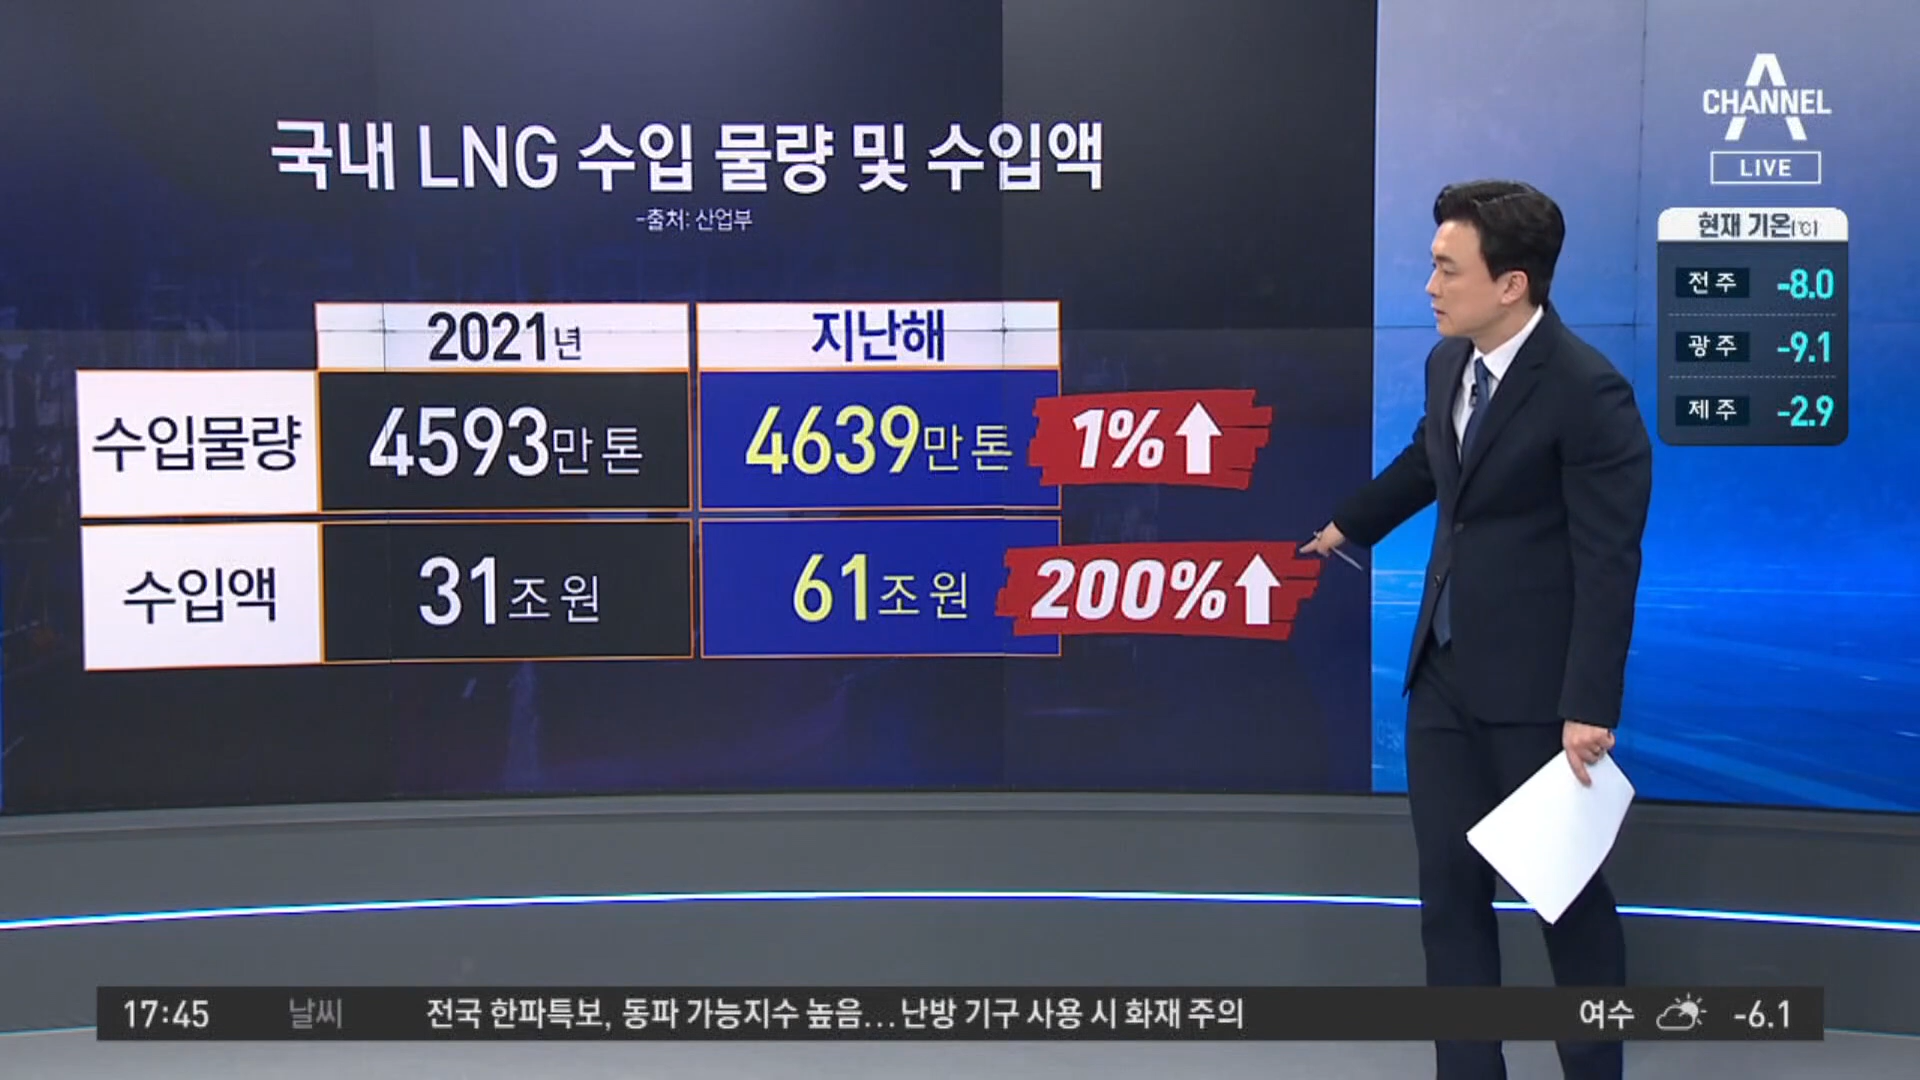 국내 LNG 수입 물량 및 수입액
-출처: 산업부
2021년 지난해
수입물량 4593만 톤 4639만 톤 1%↑
수입액 31조 원 61조 원 200%↑
CHANNEL A
LIVE
현재 기온(℃)
전주 -8.0
광주 -9.1
제주 -2.9
17:45 날씨 전국 한파특보, 동파 가능지수 높음...난방 기구 사용 시 화재 주의 여수 -6.1